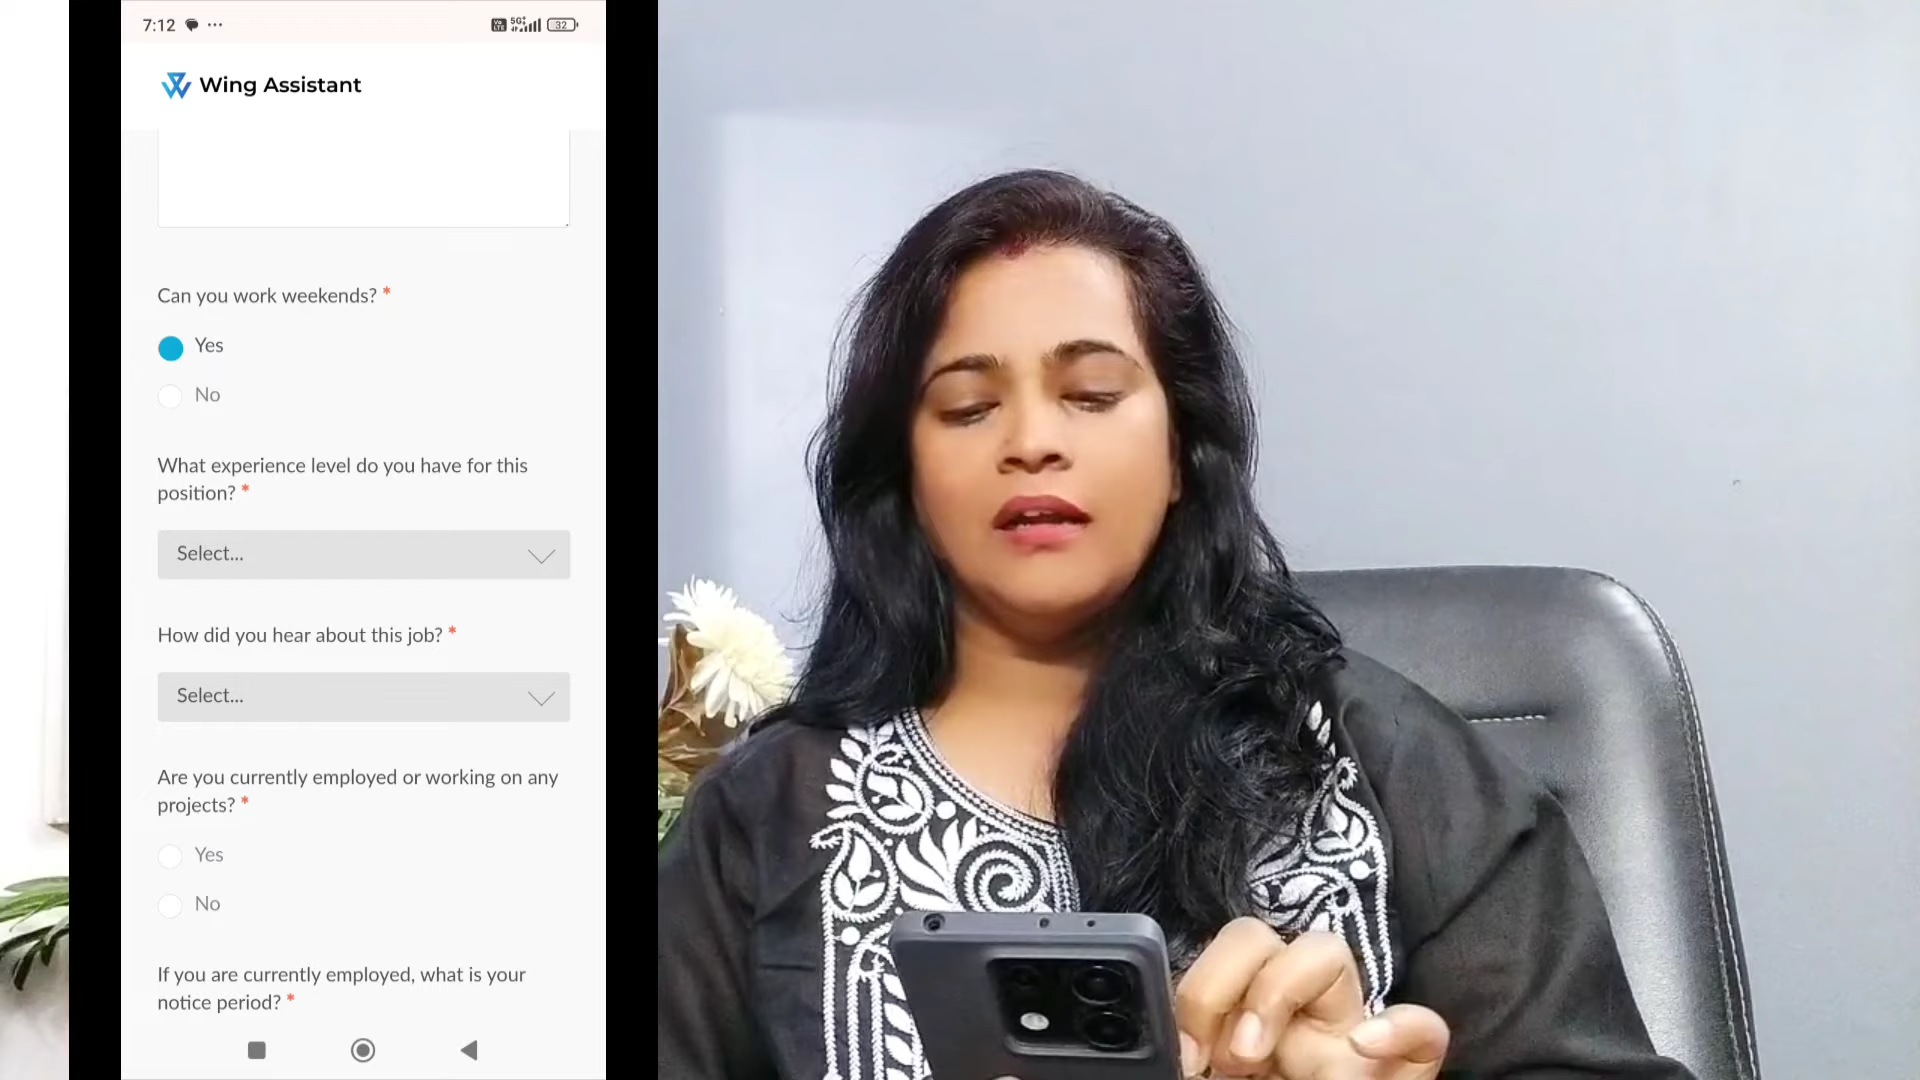 7:12 ... 5G 32
Wing Assistant
Can you work weekends? *
Yes
No
What experience level do you have for this
position? *
Select...
How did you hear about this job? *
Select...
Are you currently employed or working on any
projects? *
Yes
No
If you are currently employed, what is your
notice period? *